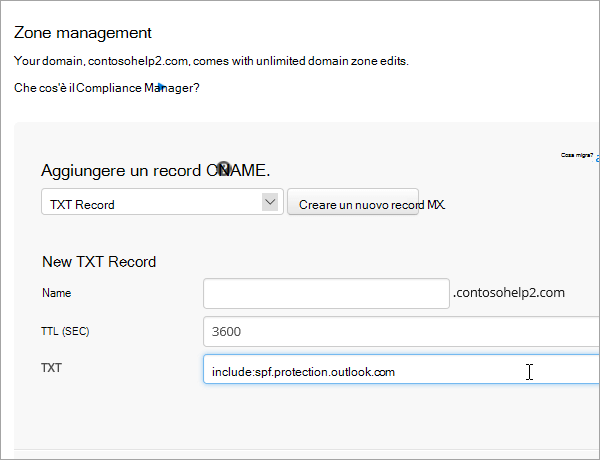 Zone management
Your domain, contosohelp2.com, comes with unlimited domain zone edits.
Che cos'è il Compliance Manager?
Cosa migra?
Aggiungere un record CNAME.
TXT Record
Creare un nuovo record MX.
New TXT Record
Name
.contosohelp2.com
TTL (SEC)
3600
TXT
include:spf.protection.outlook.com